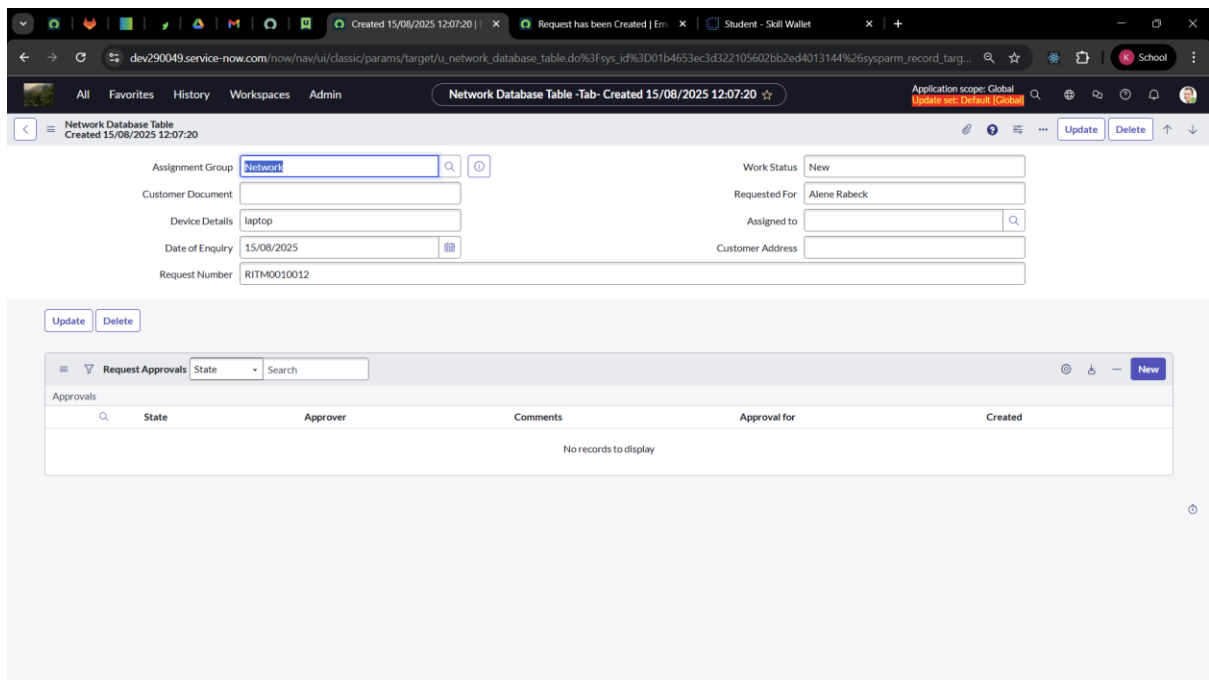 Created 15/08/2025 12:07:20 |
Request has been Created | Em
Student - Skill Wallet
dev290049.service-now.com/now/nav/ui/classic/params/target/u_network_database_table.do%3Fsys_id%3D01b4653ec3d322105602bb2ed4013144%26sysparm_record_targ...
K School
All Favorites History Workspaces Admin
Network Database Table -Tab- Created 15/08/2025 12:07:20
Application scope: Global
Update set: Default [Global]
Network Database Table
Created 15/08/2025 12:07:20
Update Delete
Assignment Group Network
Work Status New
Customer Document
Requested For Alene Rabeck
Device Details laptop
Assigned to
Date of Enquiry 15/08/2025
Customer Address
Request Number RITM0010012
Update Delete
Request Approvals State Search
New
Approvals
State Approver Comments Approval for Created
No records to display